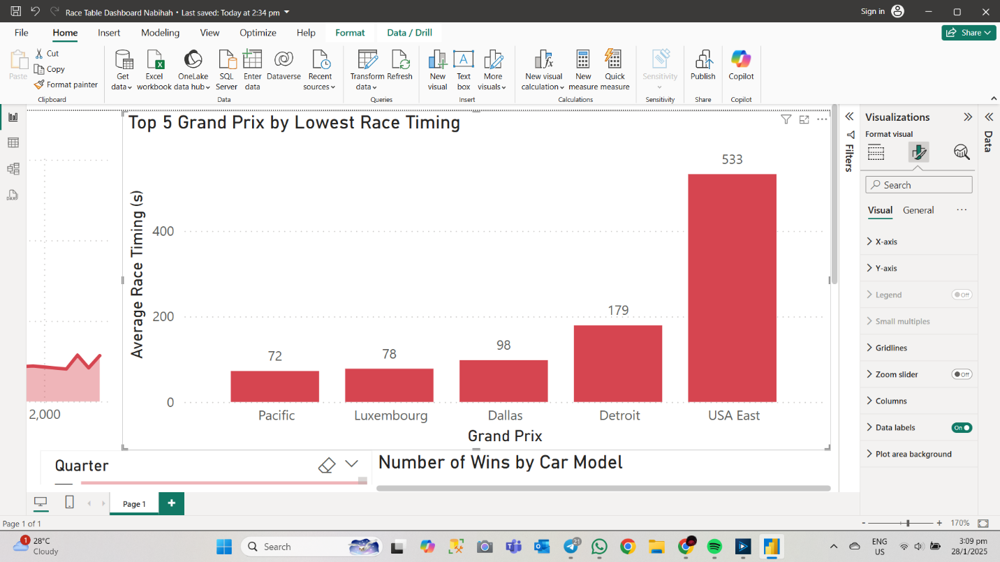 Race Table Dashboard Nabihah • Last saved: Today at 2:34 pm
Sign in
File
Home
Insert
Modeling
View
Optimize
Help
Format
Data / Drill
Share
Paste
Cut
Copy
Format painter
Clipboard
Get data
Excel workbook
OneLake data hub
SQL Server
Enter data
Dataverse
Recent sources
Data
Transform data
Refresh
Queries
New visual
Text box
More visuals
Insert
New visual calculation
New measure
Quick measure
Calculations
Sensitivity
Sensitivity
Publish
Share
Copilot
Copilot
Top 5 Grand Prix by Lowest Race Timing
Average Race Timing (s)
400
200
0
72
78
98
179
533
Pacific
Luxembourg
Dallas
Detroit
USA East
Grand Prix
2,000
Quarter
Number of Wins by Car Model
Filters
Visualizations
Format visual
Search
Visual
General
X-axis
Y-axis
Legend
Off
Small multiples
Gridlines
Zoom slider
Off
Columns
Data labels
On
Plot area background
Data
DAX
Page 1
+
Page 1 of 1
- + 170%
1
28°C
Cloudy
Search
21
ENG
US
3:09 pm
28/1/2025